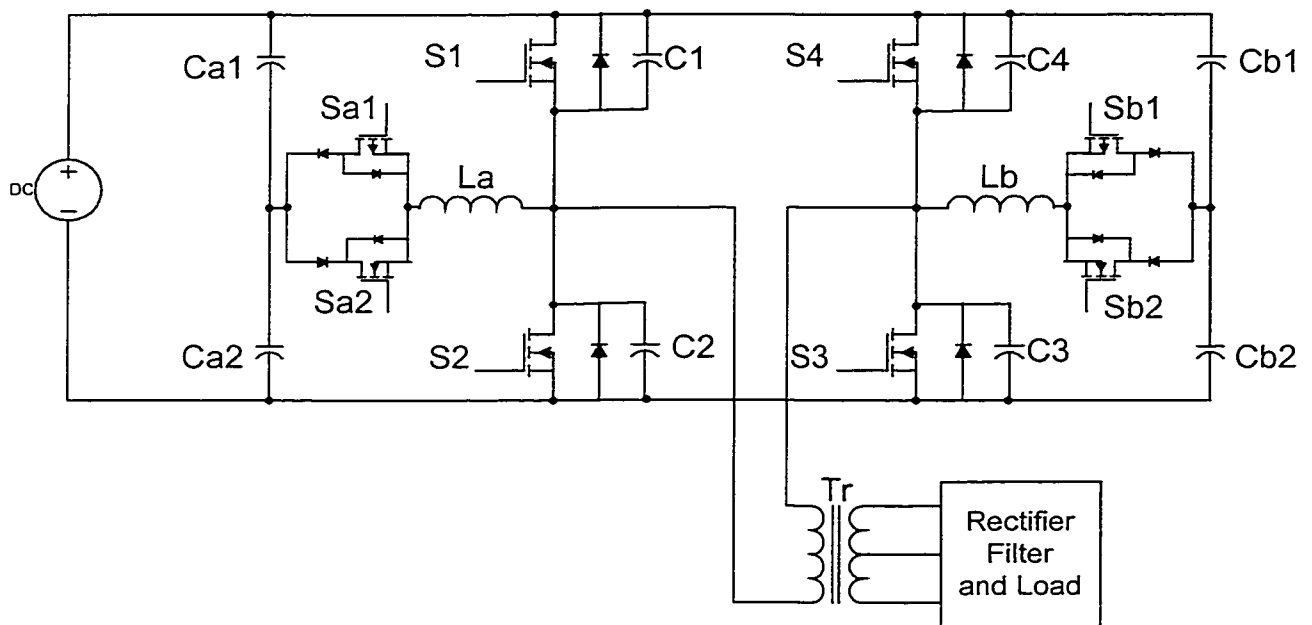 S1
C1
S4
C4
Ca1
Cb1
Sa1
Sb1
DC
+
−
La
Lb
Sa2
Sb2
Ca2
S2
C2
S3
C3
Cb2
Tr
Rectifier
Filter
and Load